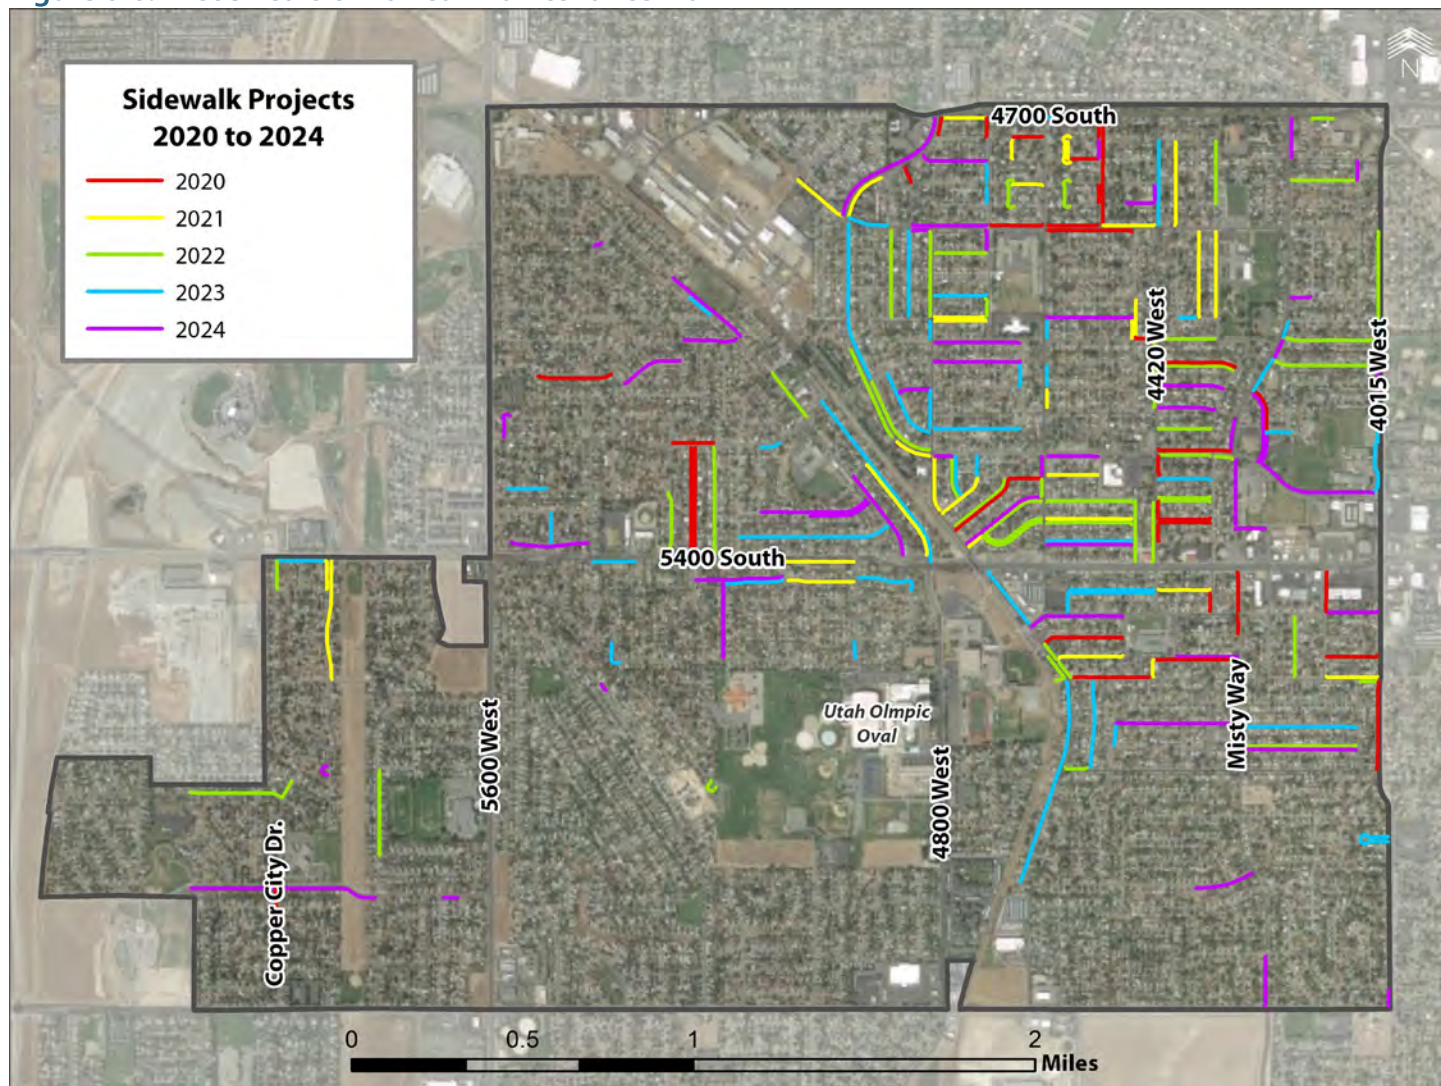 Sidewalk Projects
2020 to 2024
2020
2021
2022
2023
2024
N
4700 South
4420 West
4015 West
5400 South
5600 West
Utah Olmpic
Oval
4800 West
Misty Way
Copper City Dr.
0
0.5
1
2
Miles